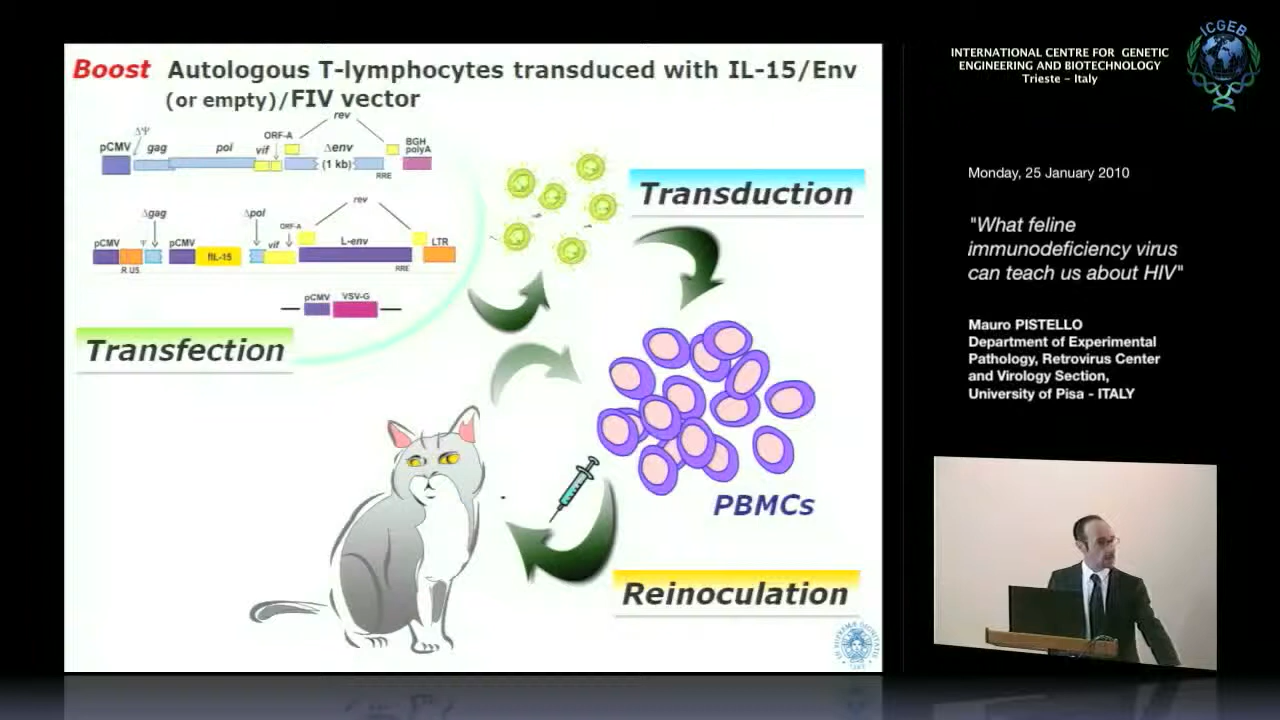 Boost Autologous T-lymphocytes transduced with IL-15/Env
(or empty)/FIV vector
rev
ΔΨ
pCMV
gag
pol
vif
ORF-A
Δenv
(1 kb)
BGH
polyA
RRE
rev
Δgag
Δpol
ORF-A
pCMV
Ψ
pCMV
vif
L-env
LTR
fIL-15
R U5
RRE
pCMV
VSV-G
Transfection
Transduction
PBMCs
Reinoculation
ICGEB
INTERNATIONAL CENTRE FOR GENETIC
ENGINEERING AND BIOTECHNOLOGY
Trieste – Italy
Monday, 25 January 2010
"What feline
immunodeficiency virus
can teach us about HIV"
Mauro PISTELLO
Department of Experimental
Pathology, Retrovirus Center
and Virology Section,
University of Pisa - ITALY